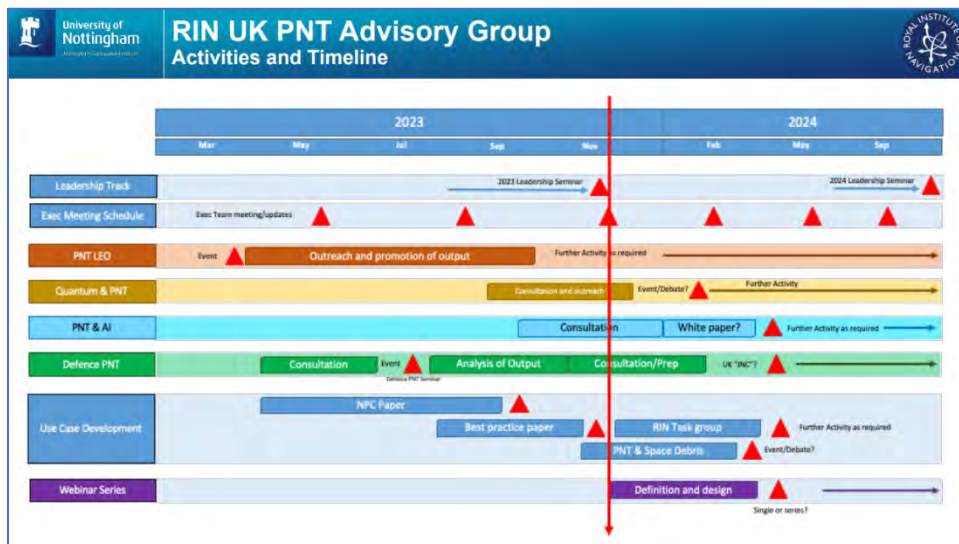 University of
Nottingham
RIN UK PNT Advisory Group
Activities and Timeline
ROYAL INSTITUTE OF NAVIGATION
2023
2024
Mar
May
Jul
Sep
Nov
Feb
May
Sep
Leadership Track
2023 Leadership Seminar
2024 Leadership Seminar
Exec Meeting Schedule
Exec Team meeting/updates
PNT LEO
Event
Outreach and promotion of output
Further Activity as required
Quantum & PNT
Consultation and outreach
Event/Debate?
Further Activity
PNT & AI
Consultation
White paper?
Further Activity as required
Defence PNT
Consultation
Event
Defence PNT Seminar
Analysis of Output
Consultation/Prep
UK "INC"?
Use Case Development
NPC Paper
Best practice paper
RIN Task group
Further Activity as required
PNT & Space Debris
Event/Debate?
Webinar Series
Definition and design
Single or series?